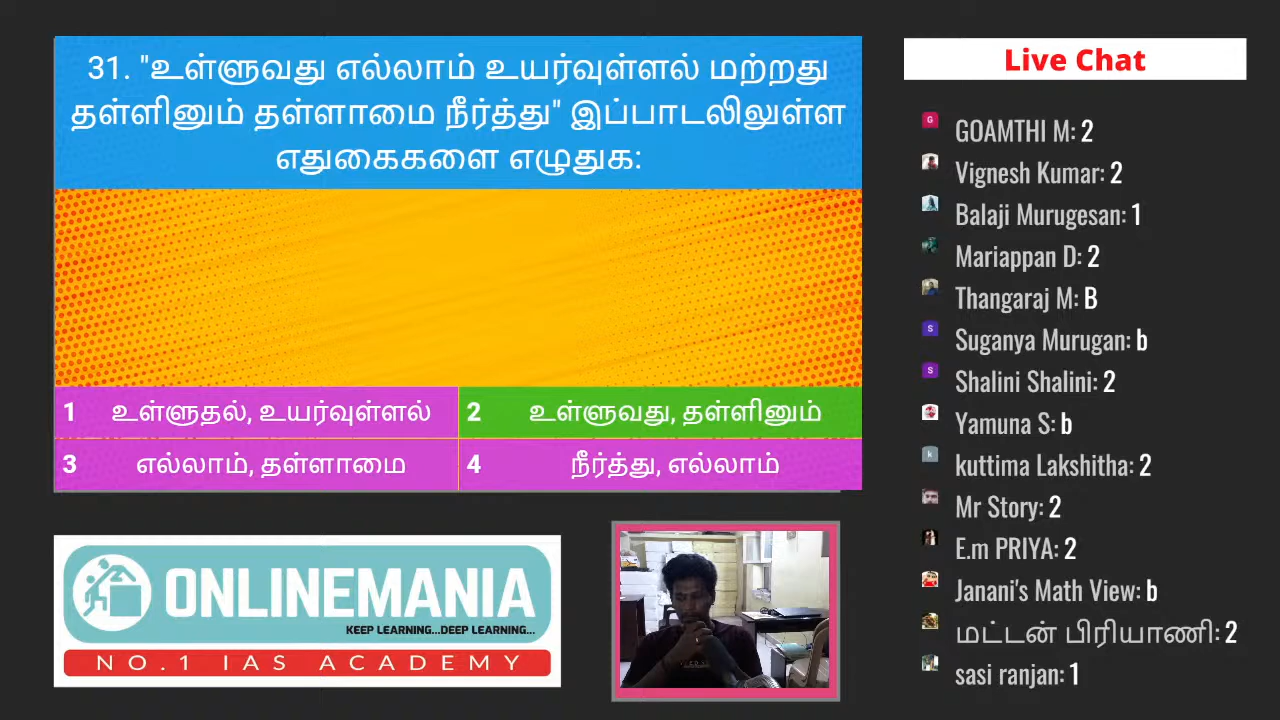 31. "உள்ளுவது எல்லாம் உயர்வுள்ளல் மற்றது
தள்ளினும் தள்ளாமை நீர்த்து" இப்பாடலிலுள்ள
எதுகைகளை எழுதுக:
1 உள்ளுதல், உயர்வுள்ளல்
2 உள்ளுவது, தள்ளினும்
3 எல்லாம், தள்ளாமை
4 நீர்த்து, எல்லாம்
ONLINEMANIA
KEEP LEARNING...DEEP LEARNING...
NO.1 IAS ACADEMY
Live Chat
G GOAMTHI M: 2
Vignesh Kumar: 2
Balaji Murugesan: 1
Mariappan D: 2
Thangaraj M: B
S Suganya Murugan: b
S Shalini Shalini: 2
Yamuna S: b
k kuttima Lakshitha: 2
Mr Story: 2
E.m PRIYA: 2
Janani's Math View: b
மட்டன் பிரியாணி: 2
sasi ranjan: 1